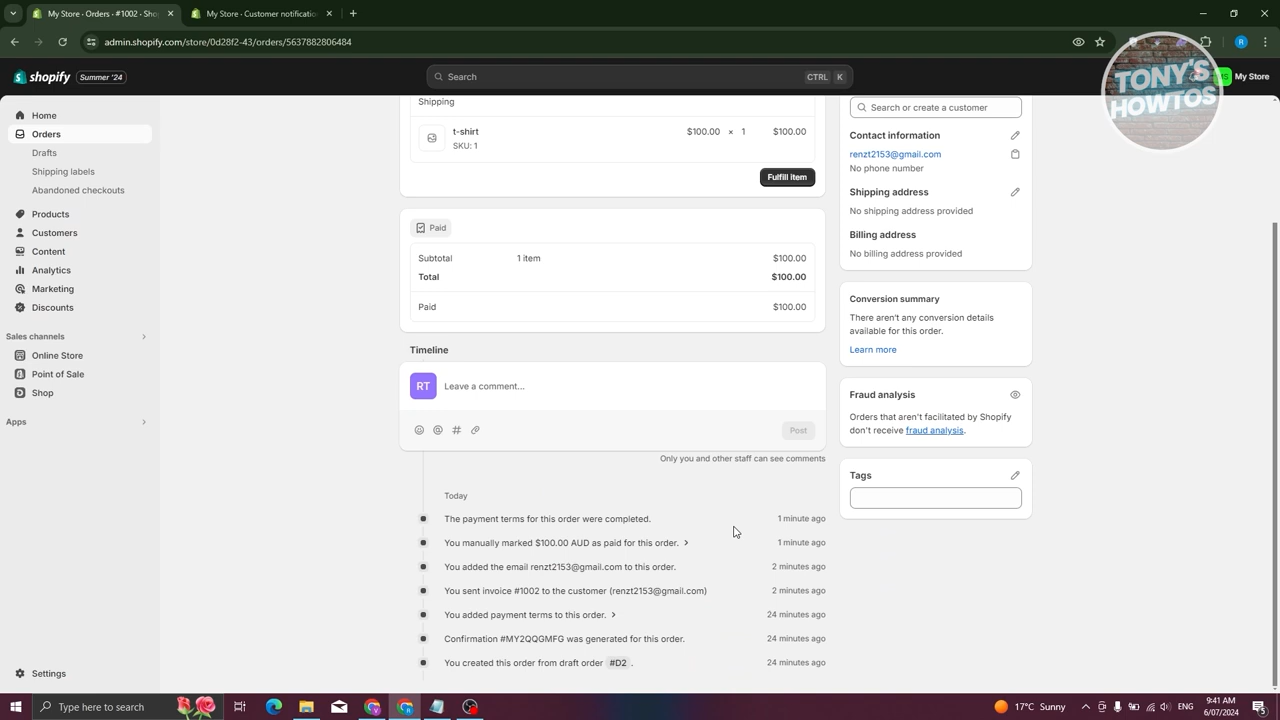 My Store · Orders · #1002 · Shop
My Store · Customer notificatio
admin.shopify.com/store/0d28f2-43/orders/5637882806484
R
shopify
Summer '24
Search
CTRL K
My Store
TONY'S
HOWTOS
Home
Orders
Drafts
Shipping labels
Abandoned checkouts
Products
Customers
Content
Analytics
Marketing
Discounts
Sales channels
Online Store
Point of Sale
Shop
Apps
Settings
Shipping
t-shirt $100.00 × 1 $100.00
SKU: 1
Fulfill item
Paid
Subtotal 1 item $100.00
Total $100.00
Paid $100.00
Timeline
RT Leave a comment...
Post
Only you and other staff can see comments
Today
The payment terms for this order were completed. 1 minute ago
You manually marked $100.00 AUD as paid for this order. 1 minute ago
You added the email renzt2153@gmail.com to this order. 2 minutes ago
You sent invoice #1002 to the customer (renzt2153@gmail.com) 2 minutes ago
You added payment terms to this order. 24 minutes ago
Confirmation #MY2QQGMFG was generated for this order. 24 minutes ago
You created this order from draft order #D2 . 24 minutes ago
Search or create a customer
Contact information
renzt2153@gmail.com
No phone number
Shipping address
No shipping address provided
Billing address
No billing address provided
Conversion summary
There aren't any conversion details
available for this order.
Learn more
Fraud analysis
Orders that aren't facilitated by Shopify
don't receive fraud analysis.
Tags
Type here to search
17°C Sunny
9:41 AM
6/07/2024